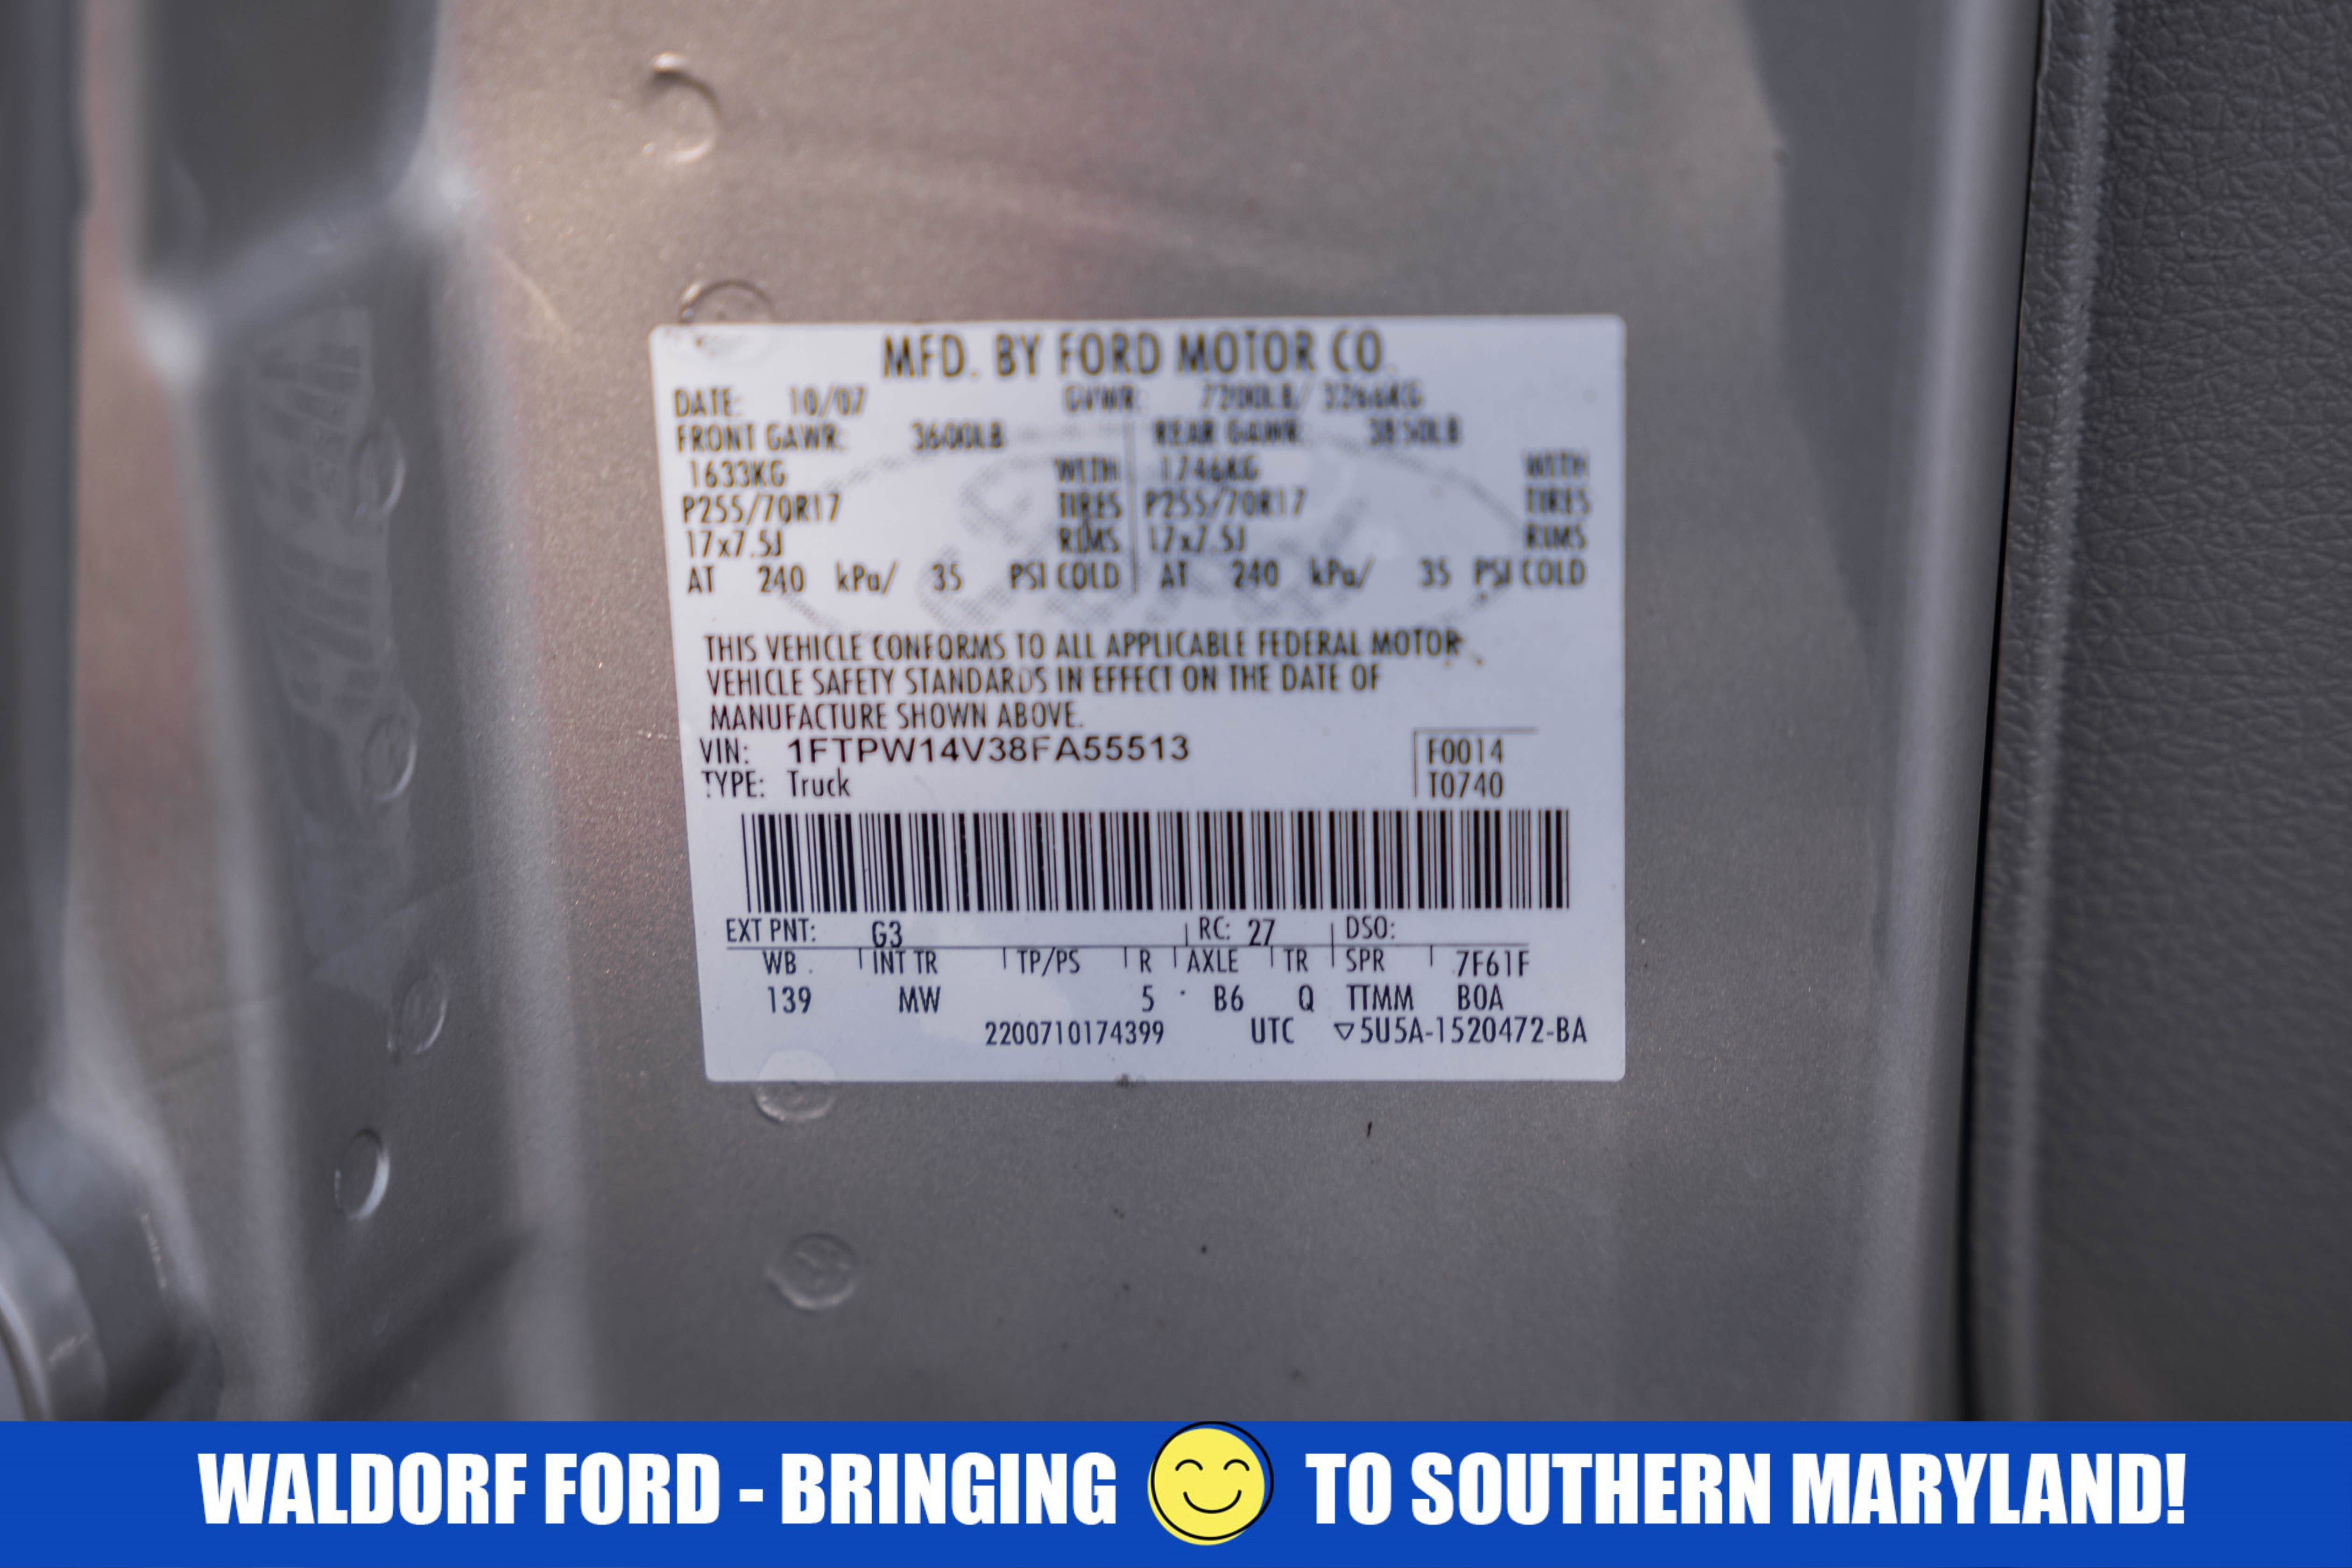 MFD. BY FORD MOTOR CO.
DATE: 10/07 GVWR: 7200LB/ 3266KG
FRONT GAWR: 3600LB REAR GAWR: 3850LB
1633KG WITH 1746KG WITH
P255/70R17 TIRES P255/70R17 TIRES
17x7.5J RIMS 17x7.5J RIMS
AT 240 kPa/ 35 PSI COLD AT 240 kPa/ 35 PSI COLD
THIS VEHICLE CONFORMS TO ALL APPLICABLE FEDERAL MOTOR
VEHICLE SAFETY STANDARDS IN EFFECT ON THE DATE OF
MANUFACTURE SHOWN ABOVE.
VIN: 1FTPW14V38FA55513 F0014
TYPE: Truck T0740
EXT PNT: G3 RC: 27 DSO:
WB INT TR TP/PS R AXLE TR SPR 7F61F
139 MW 5 B6 Q TTMM BOA
2200710174399 UTC ▽5U5A-1520472-BA
WALDORF FORD - BRINGING TO SOUTHERN MARYLAND!